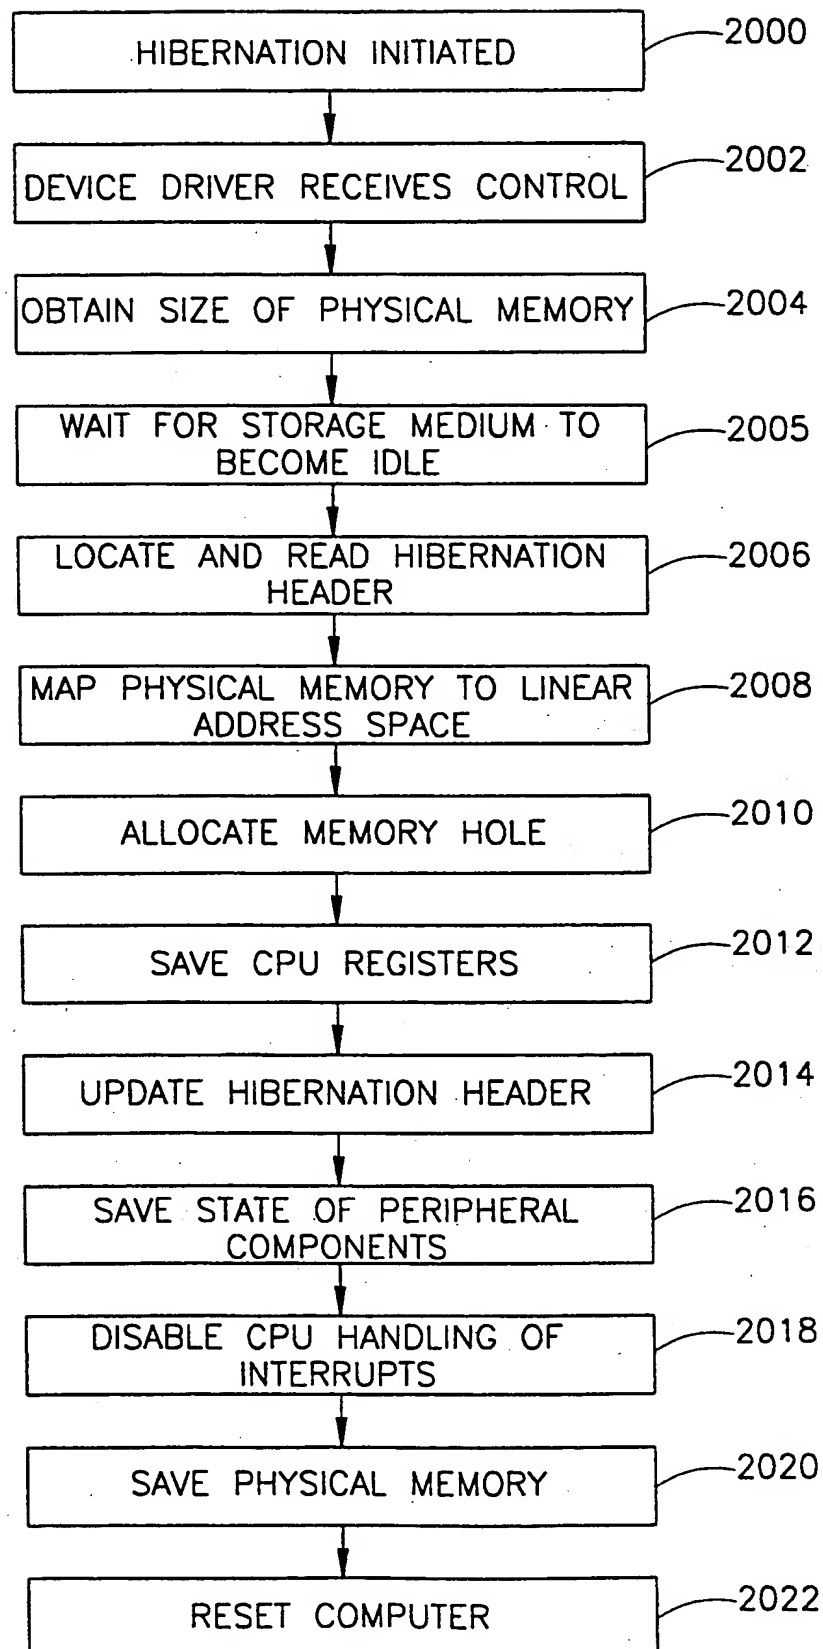 HIBERNATION INITIATED
2000
DEVICE DRIVER RECEIVES CONTROL
2002
OBTAIN SIZE OF PHYSICAL MEMORY
2004
WAIT FOR STORAGE MEDIUM TO
BECOME IDLE
2005
LOCATE AND READ HIBERNATION
HEADER
2006
MAP PHYSICAL MEMORY TO LINEAR
ADDRESS SPACE
2008
ALLOCATE MEMORY HOLE
2010
SAVE CPU REGISTERS
2012
UPDATE HIBERNATION HEADER
2014
SAVE STATE OF PERIPHERAL
COMPONENTS
2016
DISABLE CPU HANDLING OF
INTERRUPTS
2018
SAVE PHYSICAL MEMORY
2020
RESET COMPUTER
2022